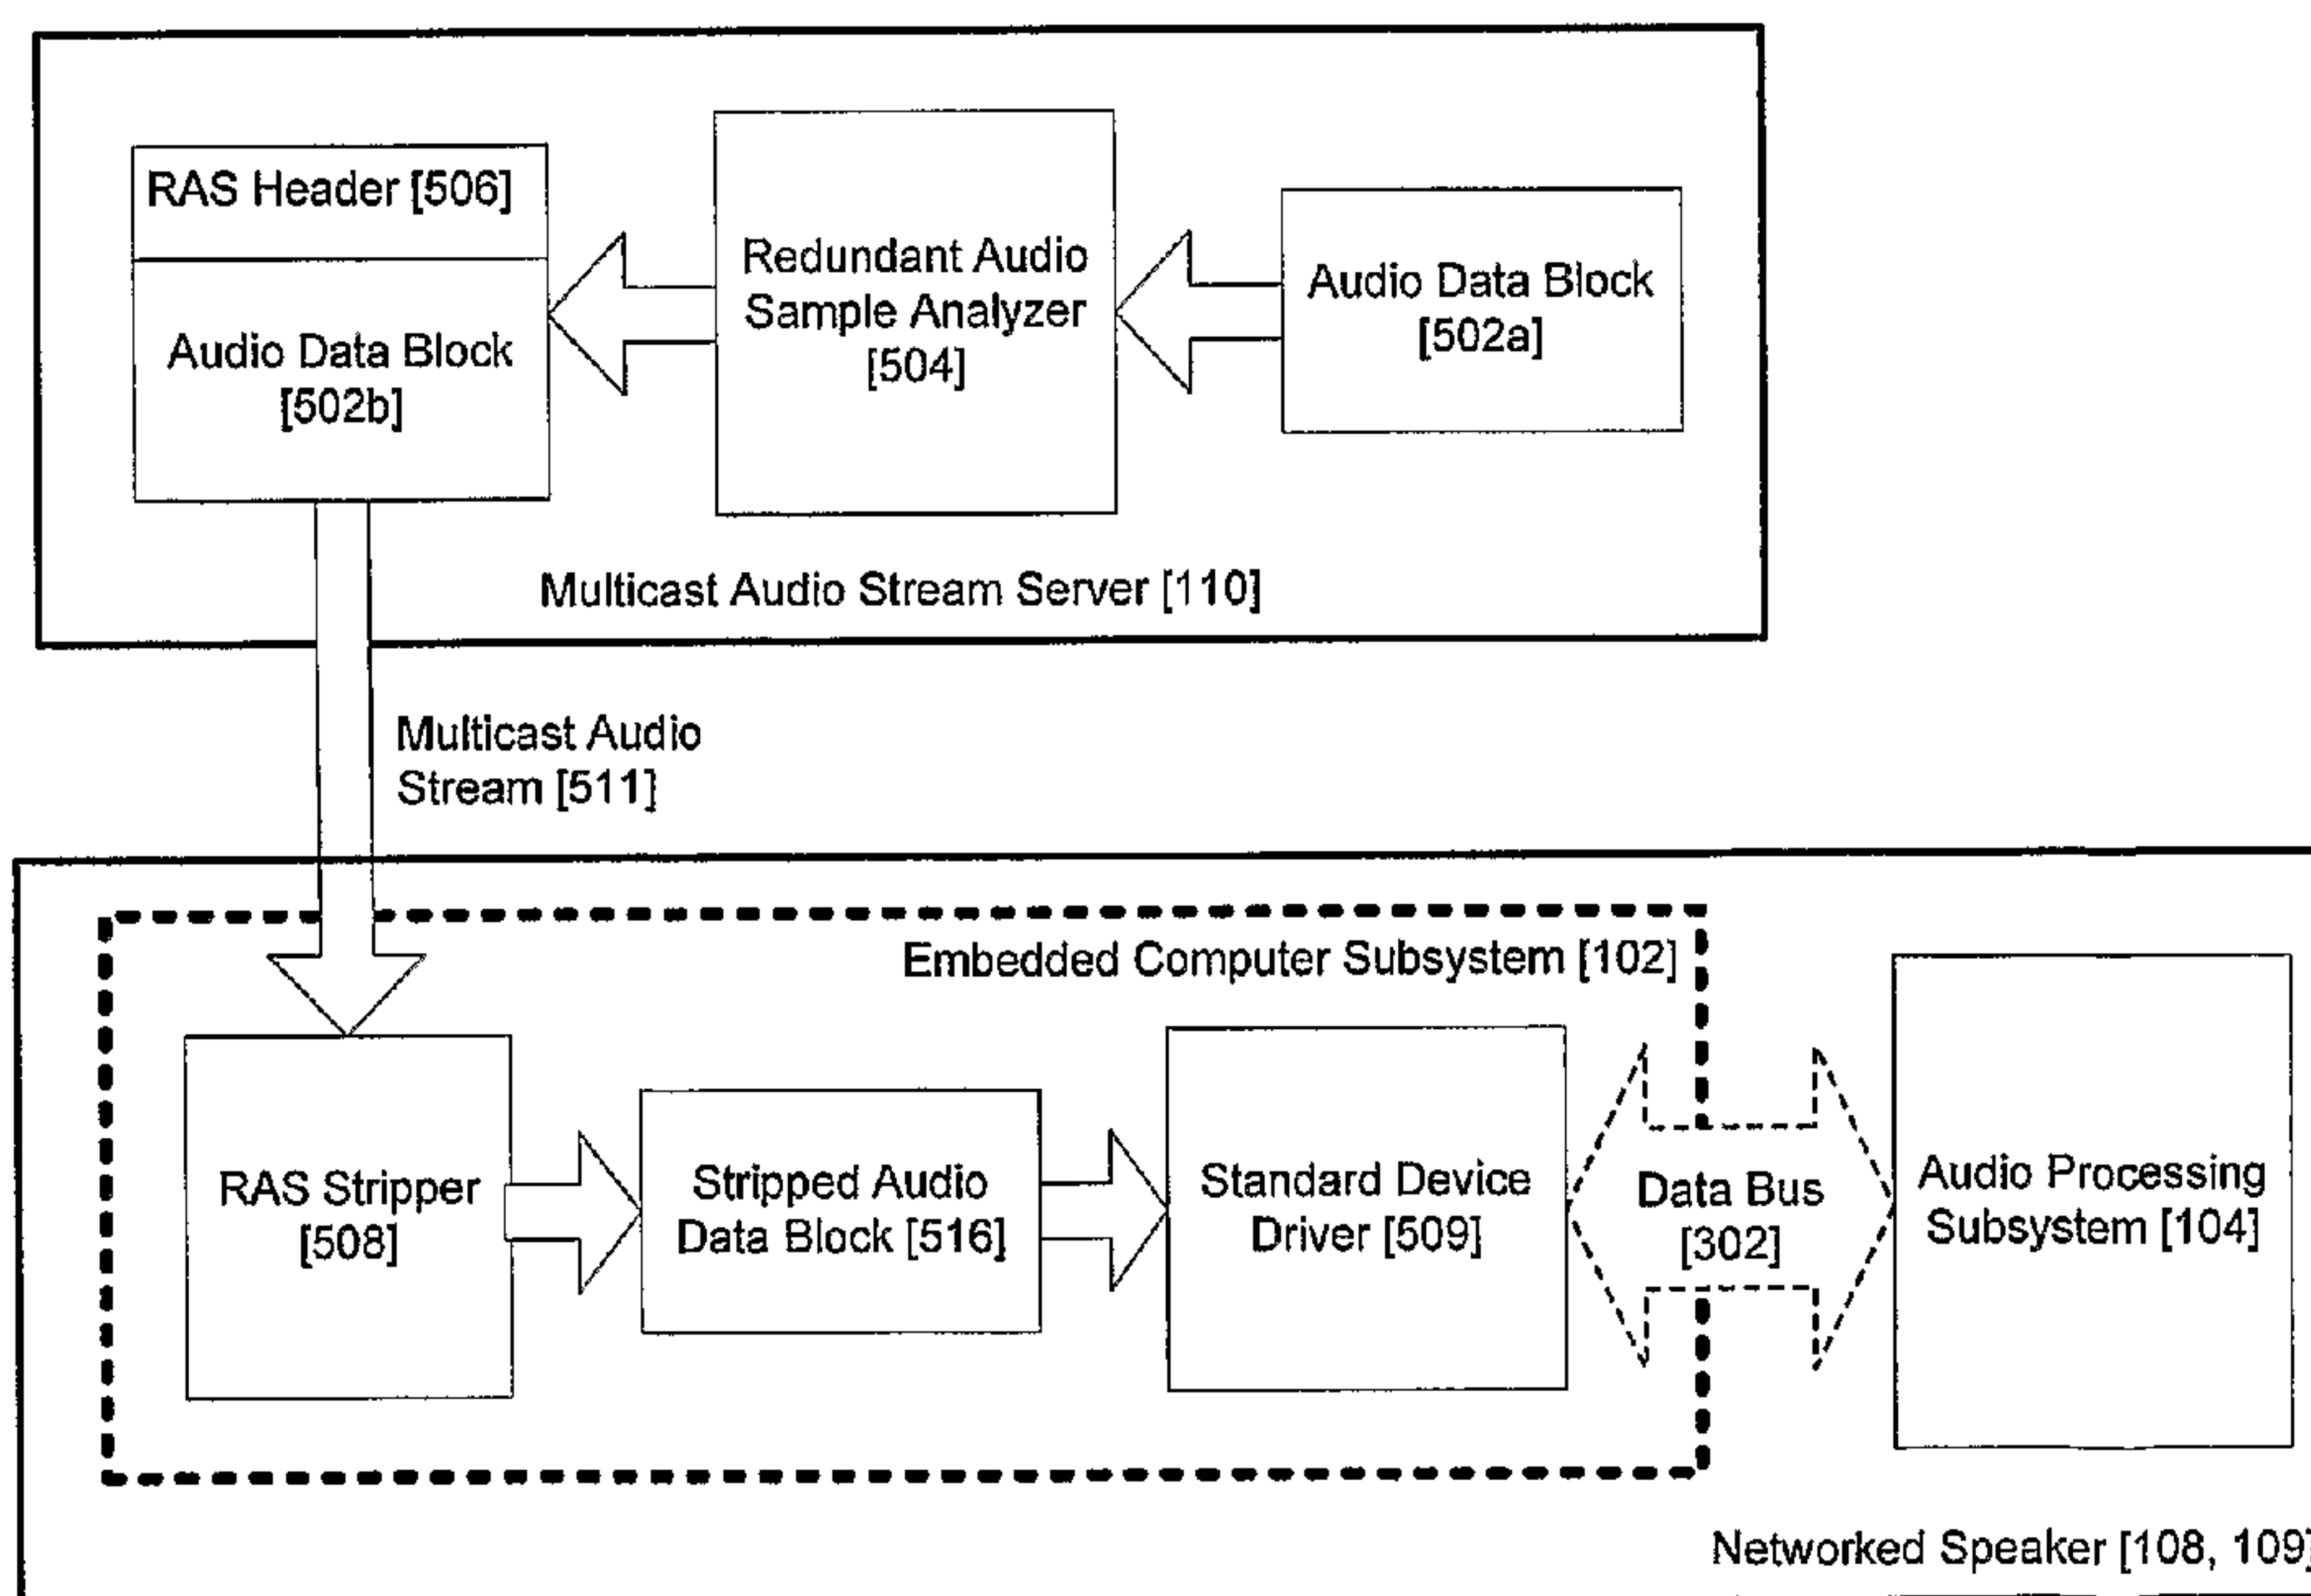 RAS Header [506]
Audio Data Block
[502b]
Redundant Audio
Sample Analyzer
[504]
Audio Data Block
[502a]
Multicast Audio Stream Server [110]
Multicast Audio
Stream [511]
Embedded Computer Subsystem [102]
RAS Stripper
[508]
Stripped Audio
Data Block [516]
Standard Device
Driver [509]
Data Bus
[302]
Audio Processing
Subsystem [104]
Networked Speaker [108, 109]